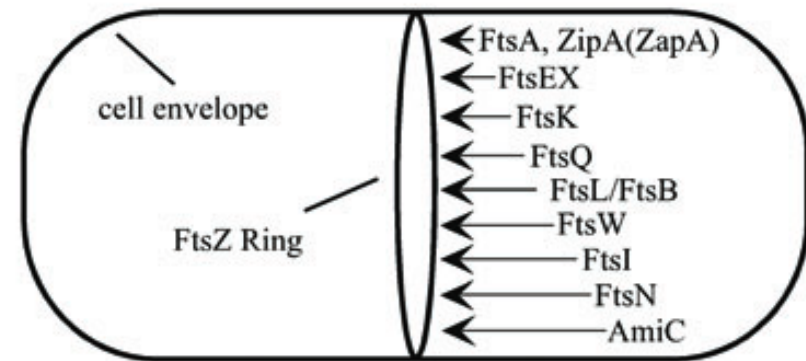 cell envelope
FtsZ Ring
FtsA, ZipA(ZapA)
FtsEX
FtsK
FtsQ
FtsL/FtsB
FtsW
FtsI
FtsN
AmiC